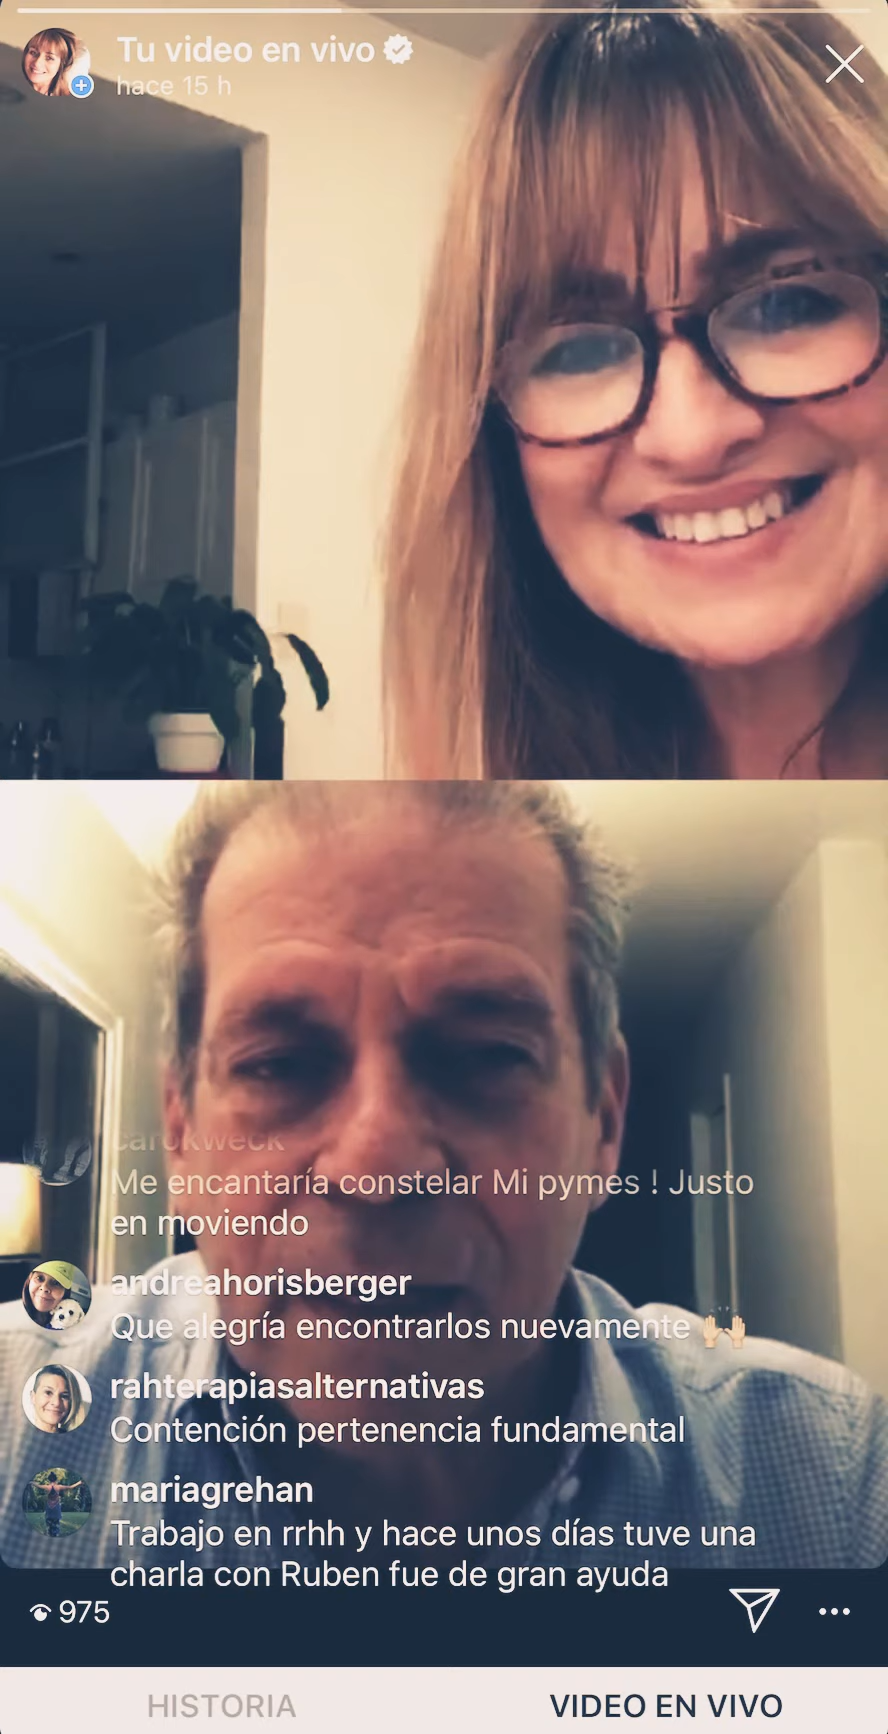 Tu video en vivo
hace 15 h
carokweck
Me encantaría constelar Mi pymes ! Justo
en moviendo
andreahorisberger
Que alegría encontrarlos nuevamente 🙌🏻
rahterapiasalternativas
Contención pertenencia fundamental
mariagrehan
Trabajo en rrhh y hace unos días tuve una
charla con Ruben fue de gran ayuda
975
HISTORIA
VIDEO EN VIVO